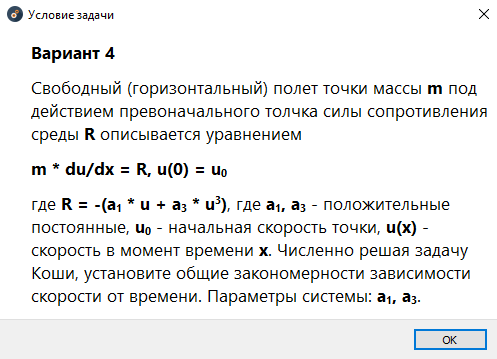 Условие задачи
Вариант 4
Свободный (горизонтальный) полет точки массы m под
действием превоначального толчка силы сопротивления
среды R описывается уравнением
m * du/dx = R, u(0) = u₀
где R = -(a₁ * u + a₃ * u³), где a₁, a₃ - положительные
постоянные, u₀ - начальная скорость точки, u(x) -
скорость в момент времени x. Численно решая задачу
Коши, установите общие закономерности зависимости
скорости от времени. Параметры системы: a₁, a₃.
OK